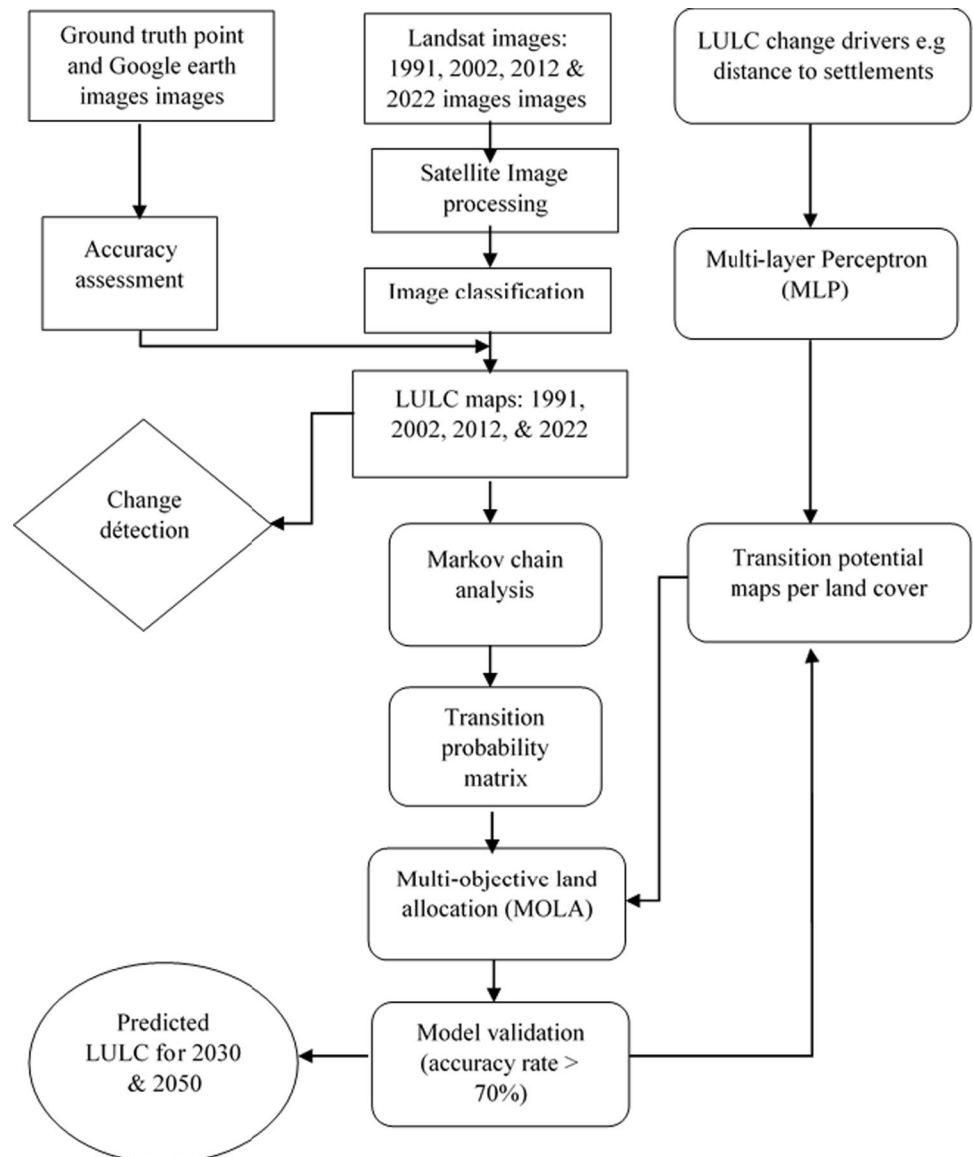 Ground truth point
and Google earth
images images
Landsat images:
1991, 2002, 2012 &
2022 images images
LULC change drivers e.g
distance to settlements
Satellite Image
processing
Accuracy
assessment
Multi-layer Perceptron
(MLP)
Image classification
LULC maps: 1991,
2002, 2012, & 2022
Change
détection
Markov chain
analysis
Transition potential
maps per land cover
Transition
probability
matrix
Multi-objective land
allocation (MOLA)
Predicted
LULC for 2030
& 2050
Model validation
(accuracy rate >
70%)